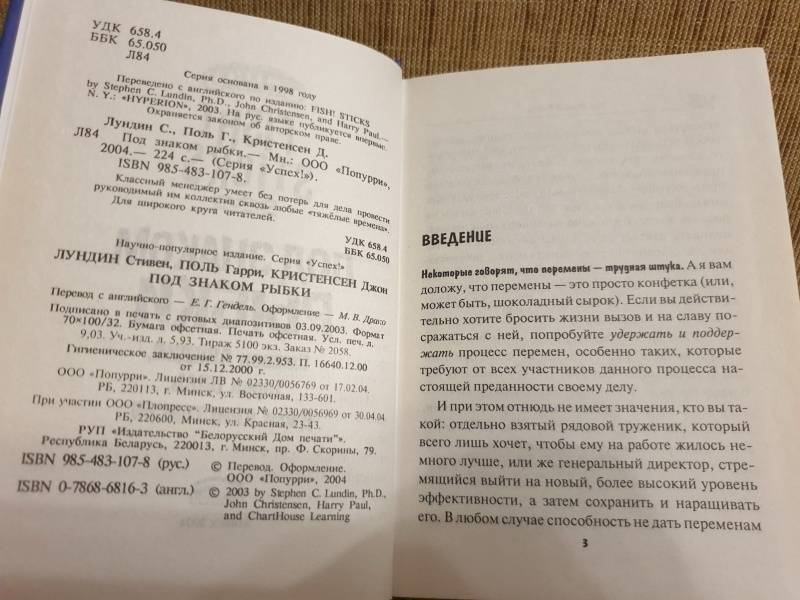 УДК 658.4
ББК 65.050
Л84
Серия основана в 1998 году
Переведено с английского по изданию: FISH! STICKS
by Stephen C. Lundin, Ph.D., John Christensen, and Harry Paul.—
N. Y.: «HYPERION», 2003. На рус. языке публикуется впервые.
Охраняется законом об авторском праве.
Лундин С., Поль Г., Кристенсен Д.
Л84 Под знаком рыбки.— Мн.: ООО «Попурри»,
2004.— 224 с.— (Серия «Успех!»).
ISBN 985-483-107-8.
Классный менеджер умеет без потерь для дела провести
руководимый им коллектив сквозь любые «тяжёлые времена».
Для широкого круга читателей.
УДК 658.4
ББК 65.050
Научно-популярное издание. Серия «Успех!»
ЛУНДИН Стивен, ПОЛЬ Гарри, КРИСТЕНСЕН Джон
ПОД ЗНАКОМ РЫБКИ
Перевод с английского — Е. Г. Гендель. Оформление — М. В. Драко
Подписано в печать с готовых диапозитивов 03.09.2003. Формат
70×100/32. Бумага офсетная. Печать офсетная. Усл. печ. л.
9,03. Уч.-изд. л. 5,93. Тираж 5100 экз. Заказ № 2058.
Гигиеническое заключение № 77.99.2.953. П. 16640.12.00
от 15.12.2000 г.
ООО «Попурри». Лицензия ЛВ № 02330/0056769 от 17.02.04.
РБ, 220113, г. Минск, ул. Восточная, 133-601.
При участии ООО «Плопресс». Лицензия № 02330/0056969 от 30.04.04
РБ, 220600, Минск, ул. Красная, 23-43.
РУП «Издательство "Белорусский Дом печати"».
Республика Беларусь, 220013, г. Минск, пр. Ф. Скорины, 79.
ISBN 985-483-107-8 (рус.)
© Перевод. Оформление.
ООО «Попурри», 2004
ISBN 0-7868-6816-3 (англ.)
© 2003 by Stephen C. Lundin, Ph.D.,
John Christensen, Harry Paul,
and ChartHouse Learning
ВВЕДЕНИЕ
Некоторые говорят, что перемены — трудная штука. А я вам
доложу, что перемены — это просто конфетка (или,
может быть, шоколадный сырок). Если вы действи-
тельно хотите бросить жизни вызов и на славу по-
сражаться с ней, попробуйте удержать и поддер-
жать процесс перемен, особенно таких, которые
требуют от всех участников данного процесса на-
стоящей преданности своему делу.
И при этом отнюдь не имеет значения, кто вы та-
кой: отдельно взятый рядовой труженик, который
всего лишь хочет, чтобы ему на работе жилось не-
много лучше, или же генеральный директор, стре-
мящийся выйти на новый, более высокий уровень
эффективности, а затем сохранить и наращивать
его. В любом случае способность не дать переменам
3